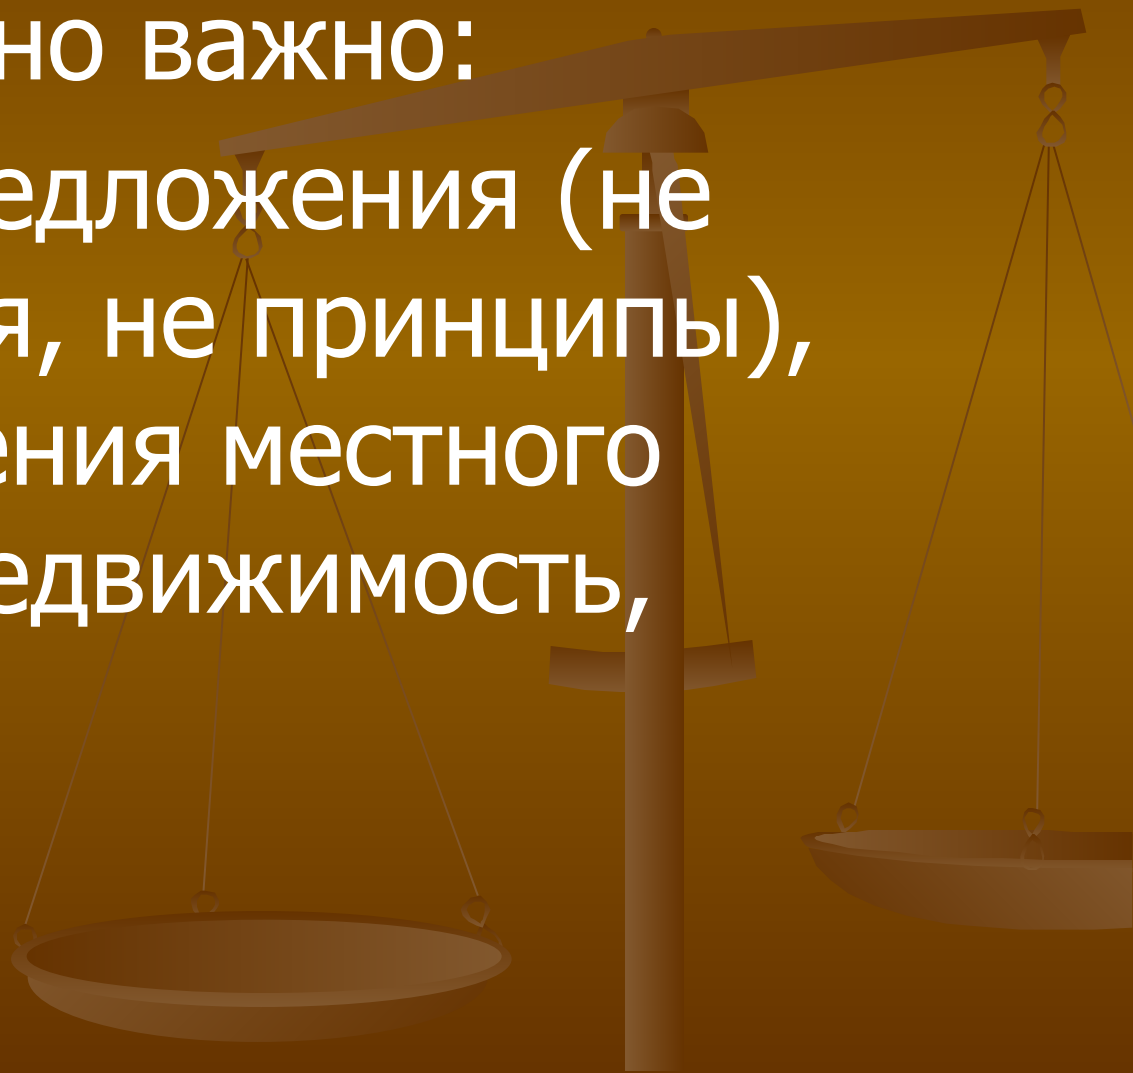 но важно:
едложения (не
я, не принципы),
ения местного
едвижимость,